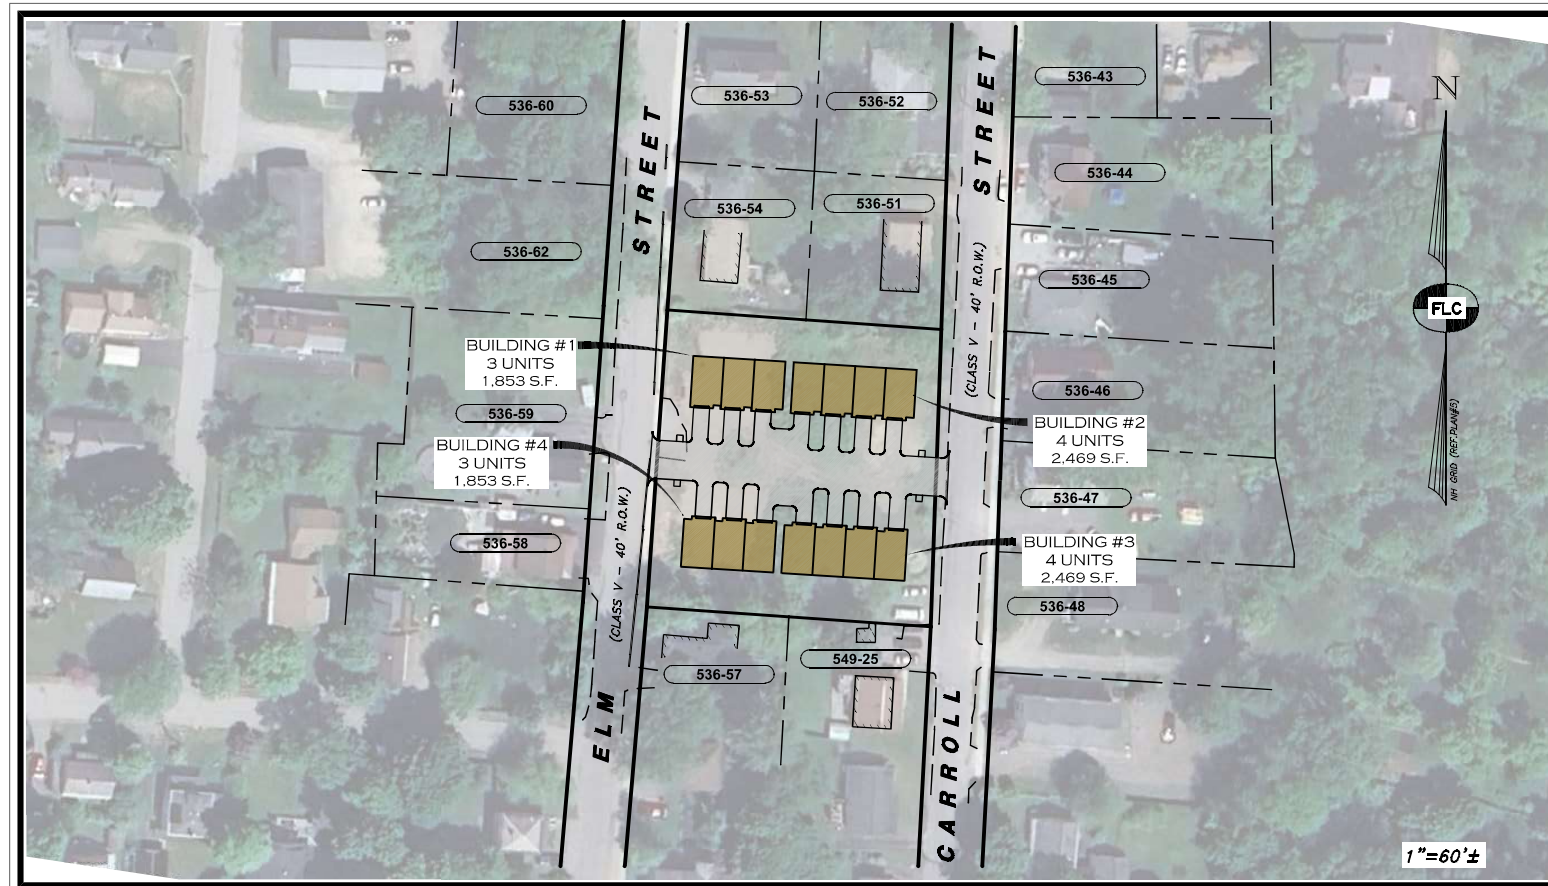 536-60
536-53
536-52
536-43
536-54
536-51
536-44
536-62
536-45
536-59
536-46
536-58
536-47
536-48
536-57
549-25
ELM STREET
(CLASS V - 40' R.O.W.)
CARROLL STREET
(CLASS V - 40' R.O.W.)
BUILDING #1
3 UNITS
1,853 S.F.
BUILDING #2
4 UNITS
2,469 S.F.
BUILDING #4
3 UNITS
1,853 S.F.
BUILDING #3
4 UNITS
2,469 S.F.
N
FLC
NH GRID (REF.PLAN#5)
1"=60'±